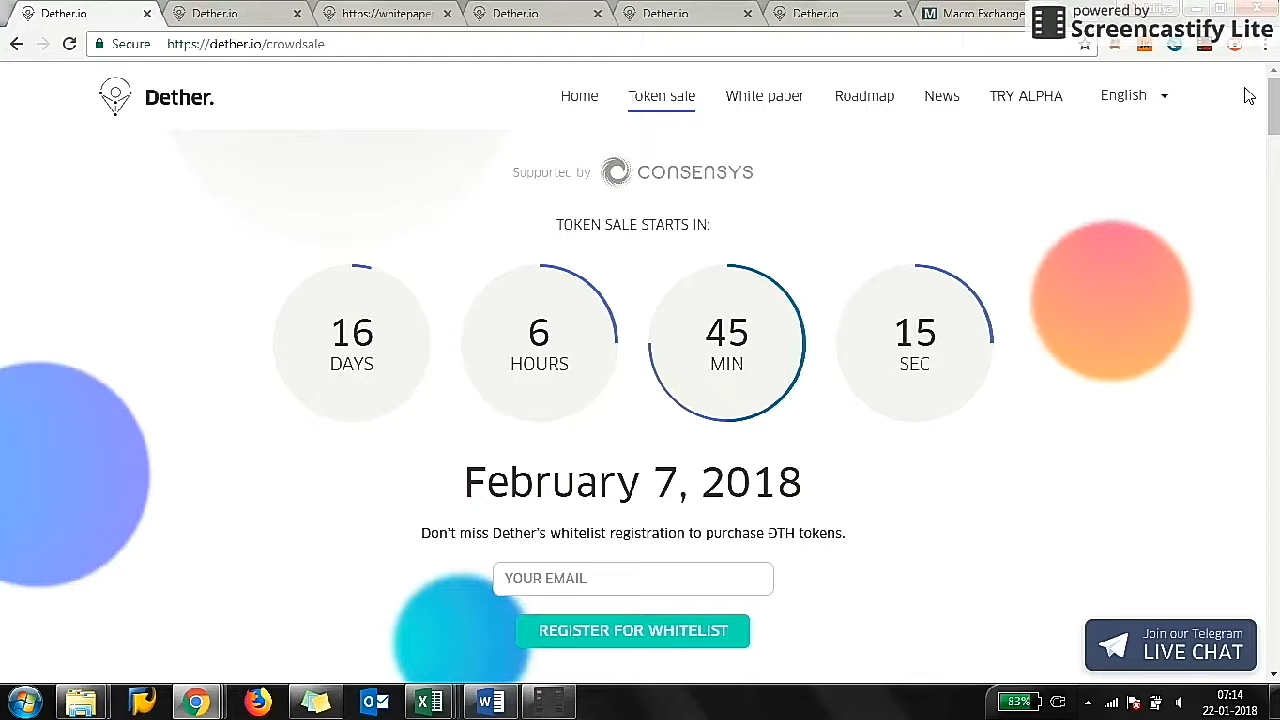 Dether.io
Dether.io
https://whitepaper
Dether.io
Dether.io
Dether.io
Macro Exchange
powered by
Screencastify Lite
Secure
https://dether.io/crowdsale
Dether.
Home
Token sale
White paper
Roadmap
News
TRY ALPHA
English
Supported by
CONSENSYS
TOKEN SALE STARTS IN:
16
DAYS
6
HOURS
45
MIN
15
SEC
February 7, 2018
Don't miss Dether's whitelist registration to purchase DTH tokens.
YOUR EMAIL
REGISTER FOR WHITELIST
Join our Telegram
LIVE CHAT
83%
07:14
22-01-2018